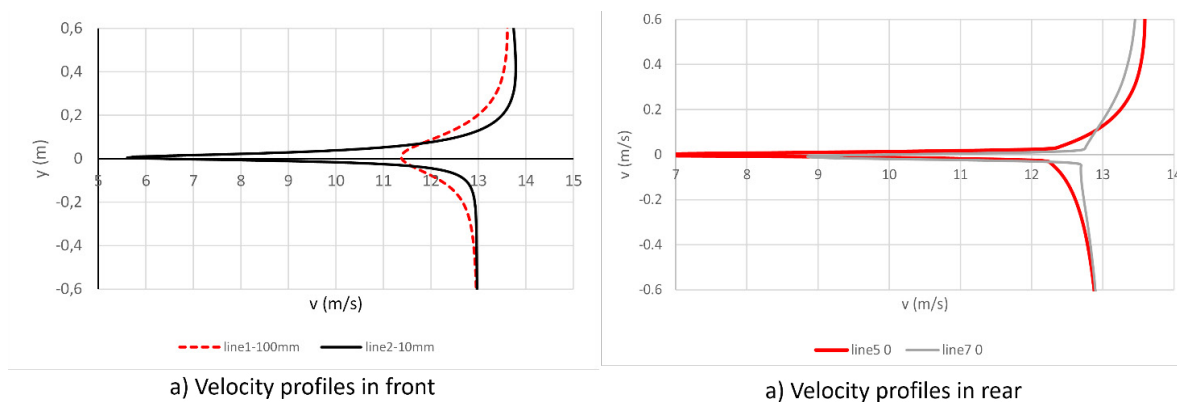 0,6
0,4
0,2
0
-0,2
-0,4
-0,6
y (m)
5 6 7 8 9 10 11 12 13 14 15
v (m/s)
line1-100mm line2-10mm
a) Velocity profiles in front
0.6
0.4
0.2
0
-0.2
-0.4
-0.6
v (m/s)
7 8 9 10 11 12 13 14
v (m/s)
line5 0 line7 0
a) Velocity profiles in rear